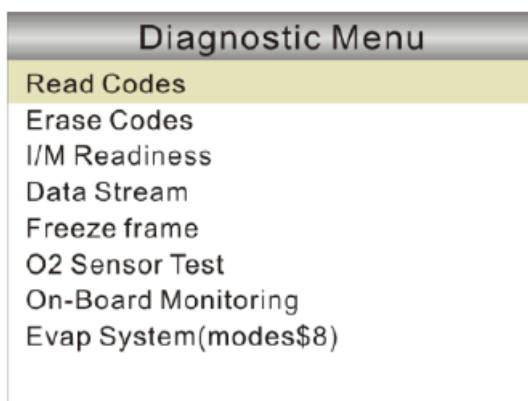 Diagnostic Menu
Read Codes
Erase Codes
I/M Readiness
Data Stream
Freeze frame
O2 Sensor Test
On-Board Monitoring
Evap System(modes$8)